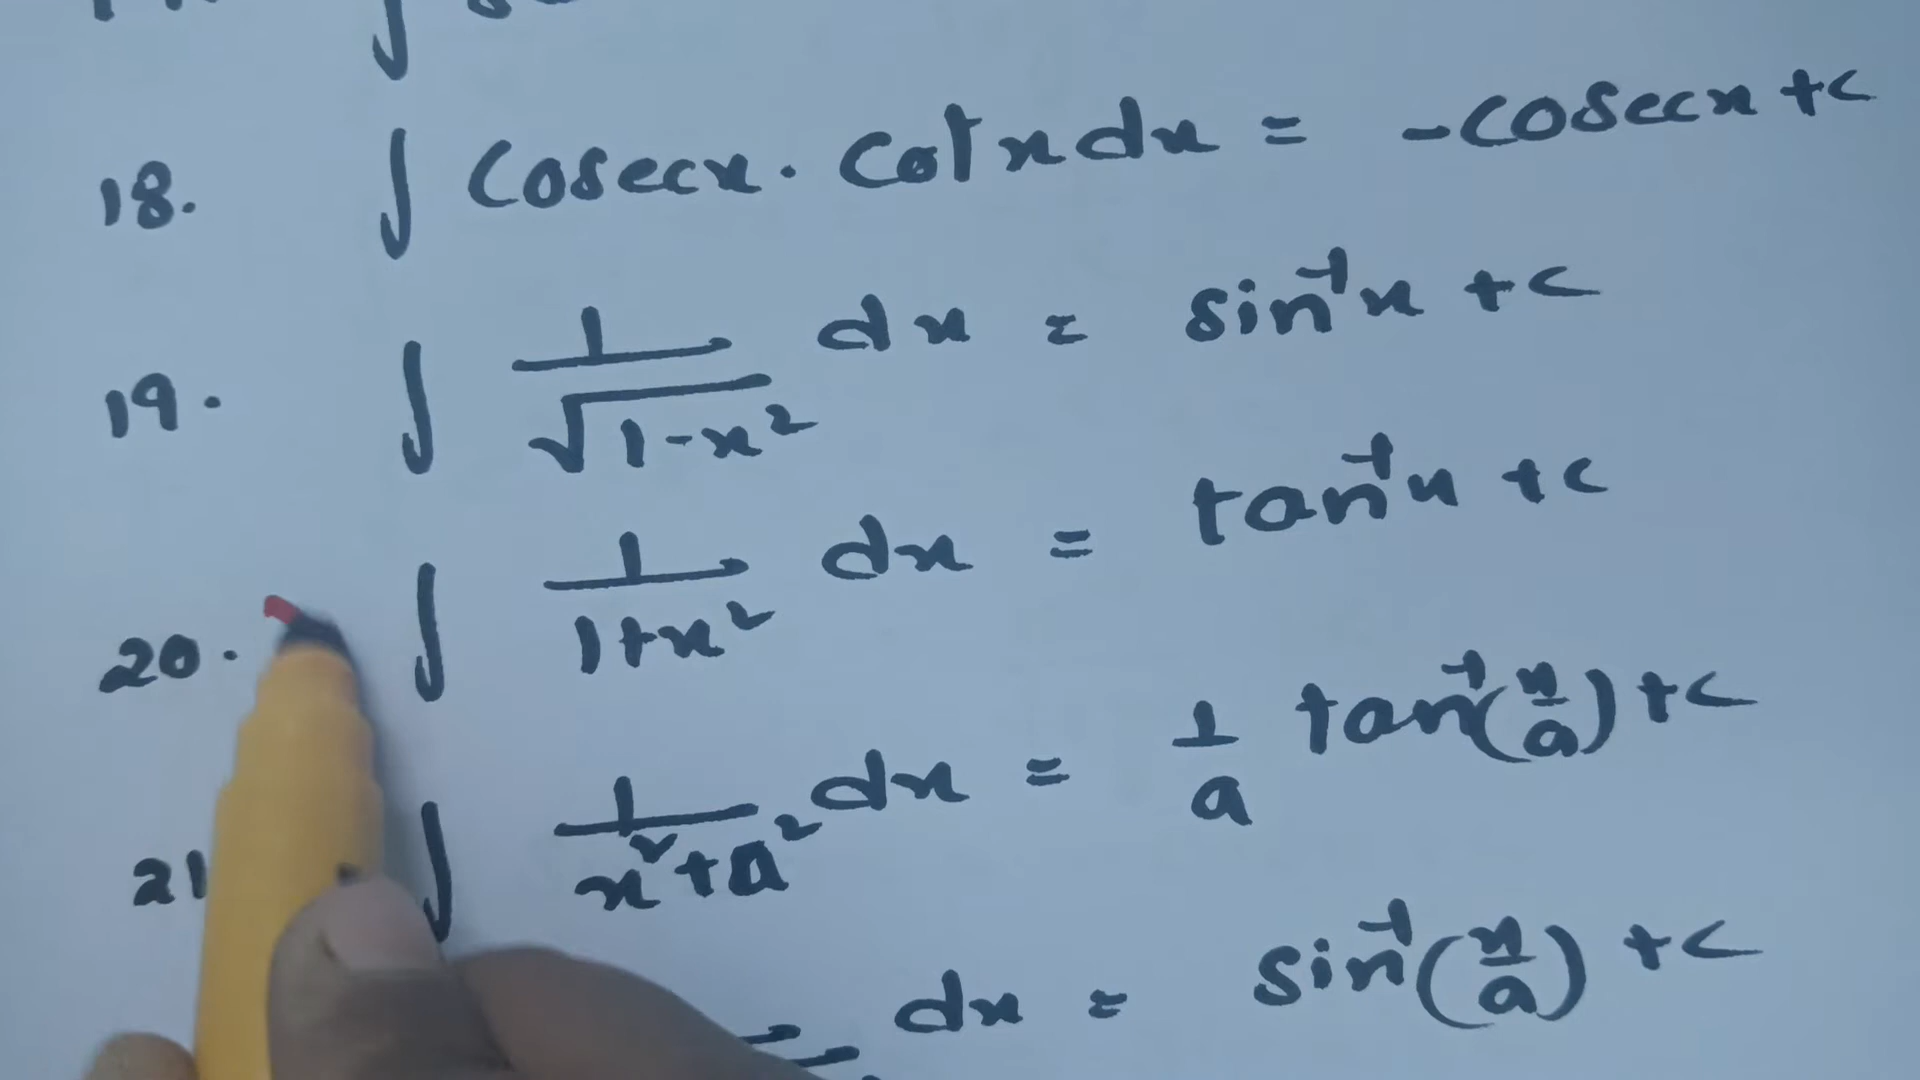 18. ∫ Cosecx. Cotx dx = -Cosecx +c
19. ∫ 1/√(1-x²) dx = sin⁻¹x +c
20. ∫ 1/(1+x²) dx = tan⁻¹x +c
21 ∫ 1/(x²+a²) dx = 1/a tan⁻¹(x/a) +c
dx = sin⁻¹(x/a) +c